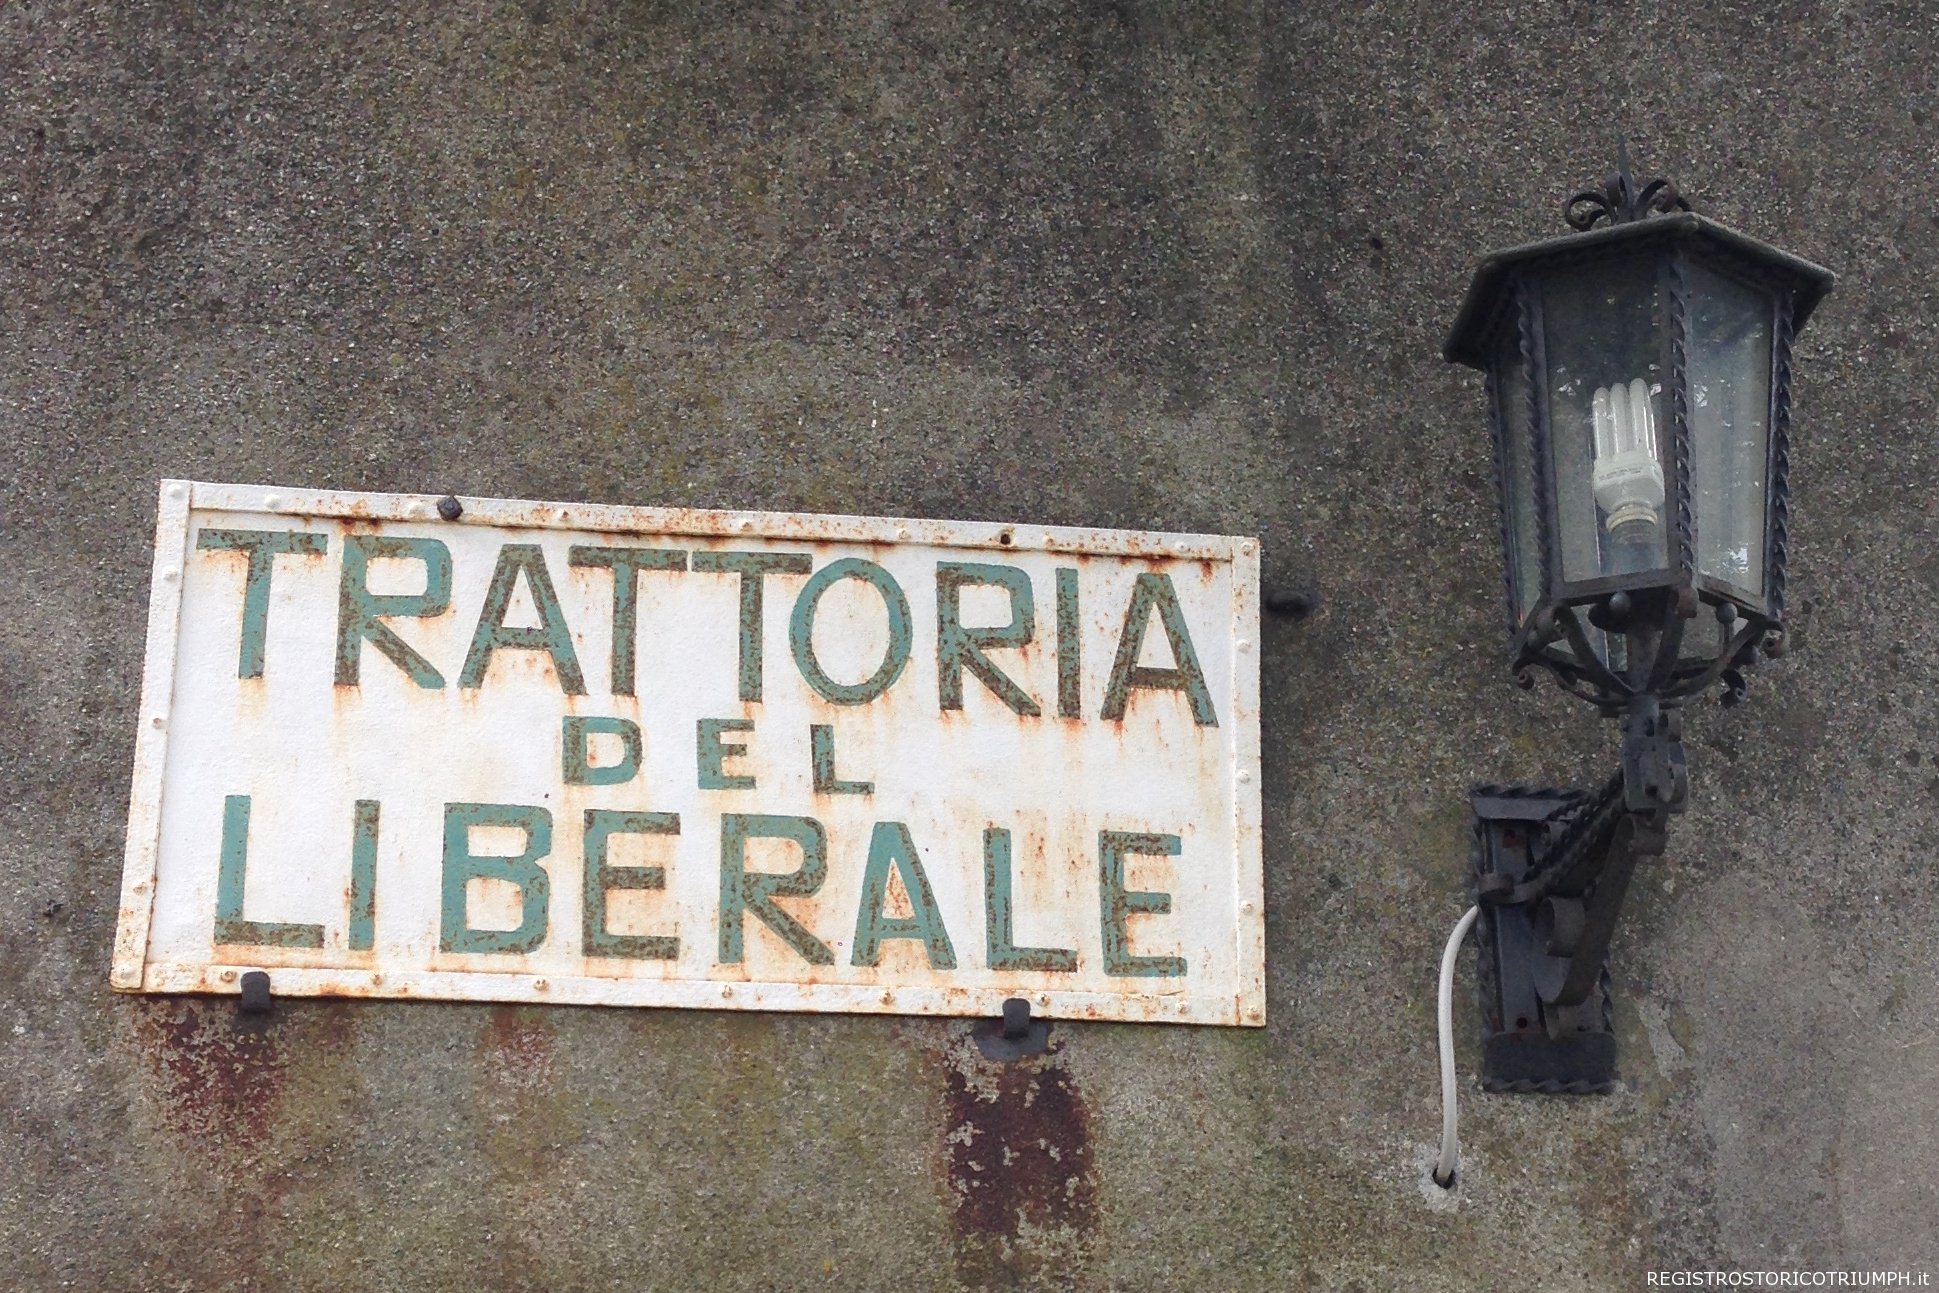 TRATTORIA
DEL
LIBERALE
REGISTROSTORICOTRIUMPH.it